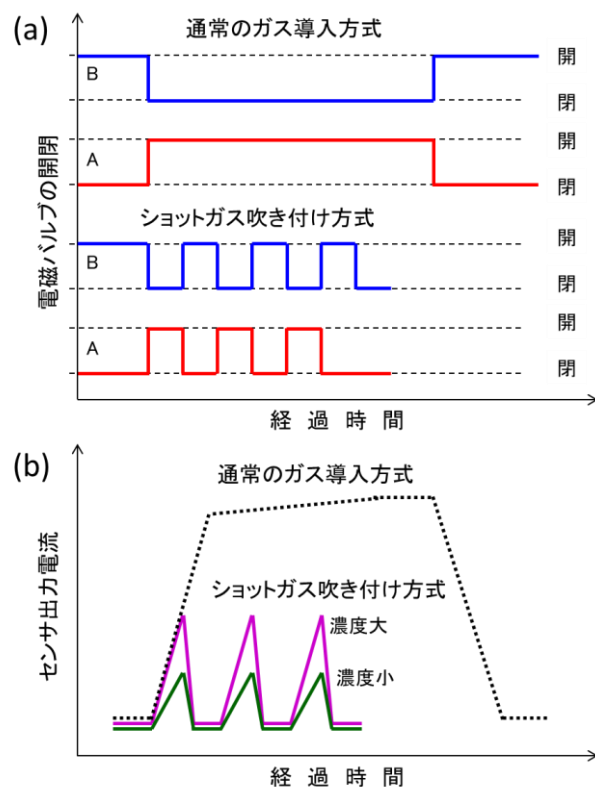 (a)
通常のガス導入方式
B
開
閉
A
開
閉
ショットガス吹き付け方式
B
開
閉
A
開
閉
電磁バルブの開閉
経過時間
(b)
通常のガス導入方式
ショットガス吹き付け方式
濃度大
濃度小
センサ出力電流
経過時間